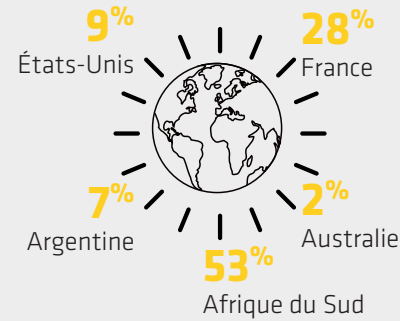 9%
États-Unis
28%
France
7%
Argentine
2%
Australie
53%
Afrique du Sud